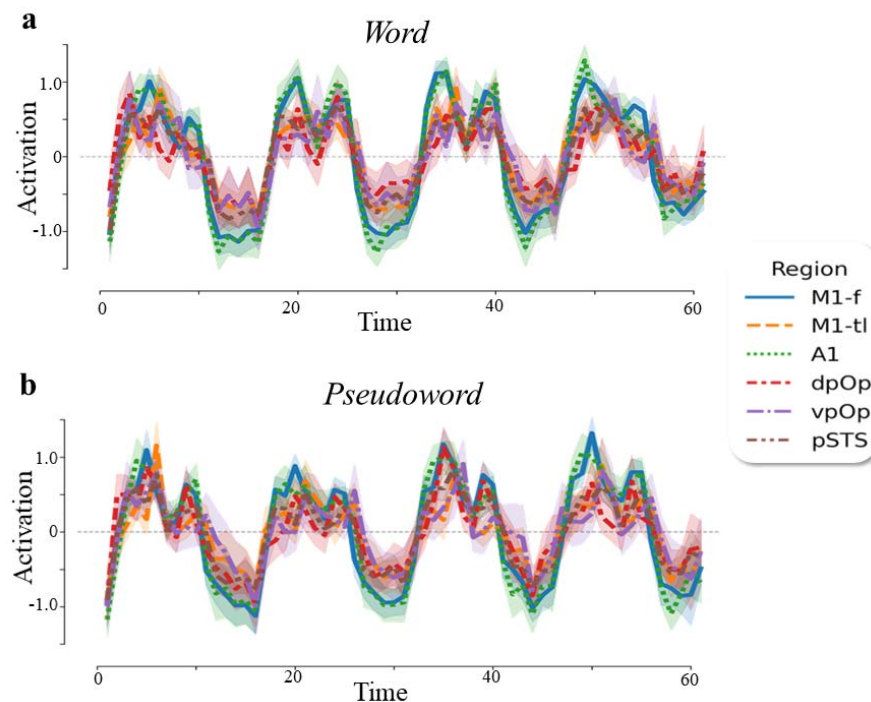 a
Word
1.0
0
-1.0
Activation
0
20
40
60
Time
Region
M1-f
M1-tl
A1
dpOp
vpOp
pSTS
b
Pseudoword
1.0
0
-1.0
Activation
0
20
40
60
Time